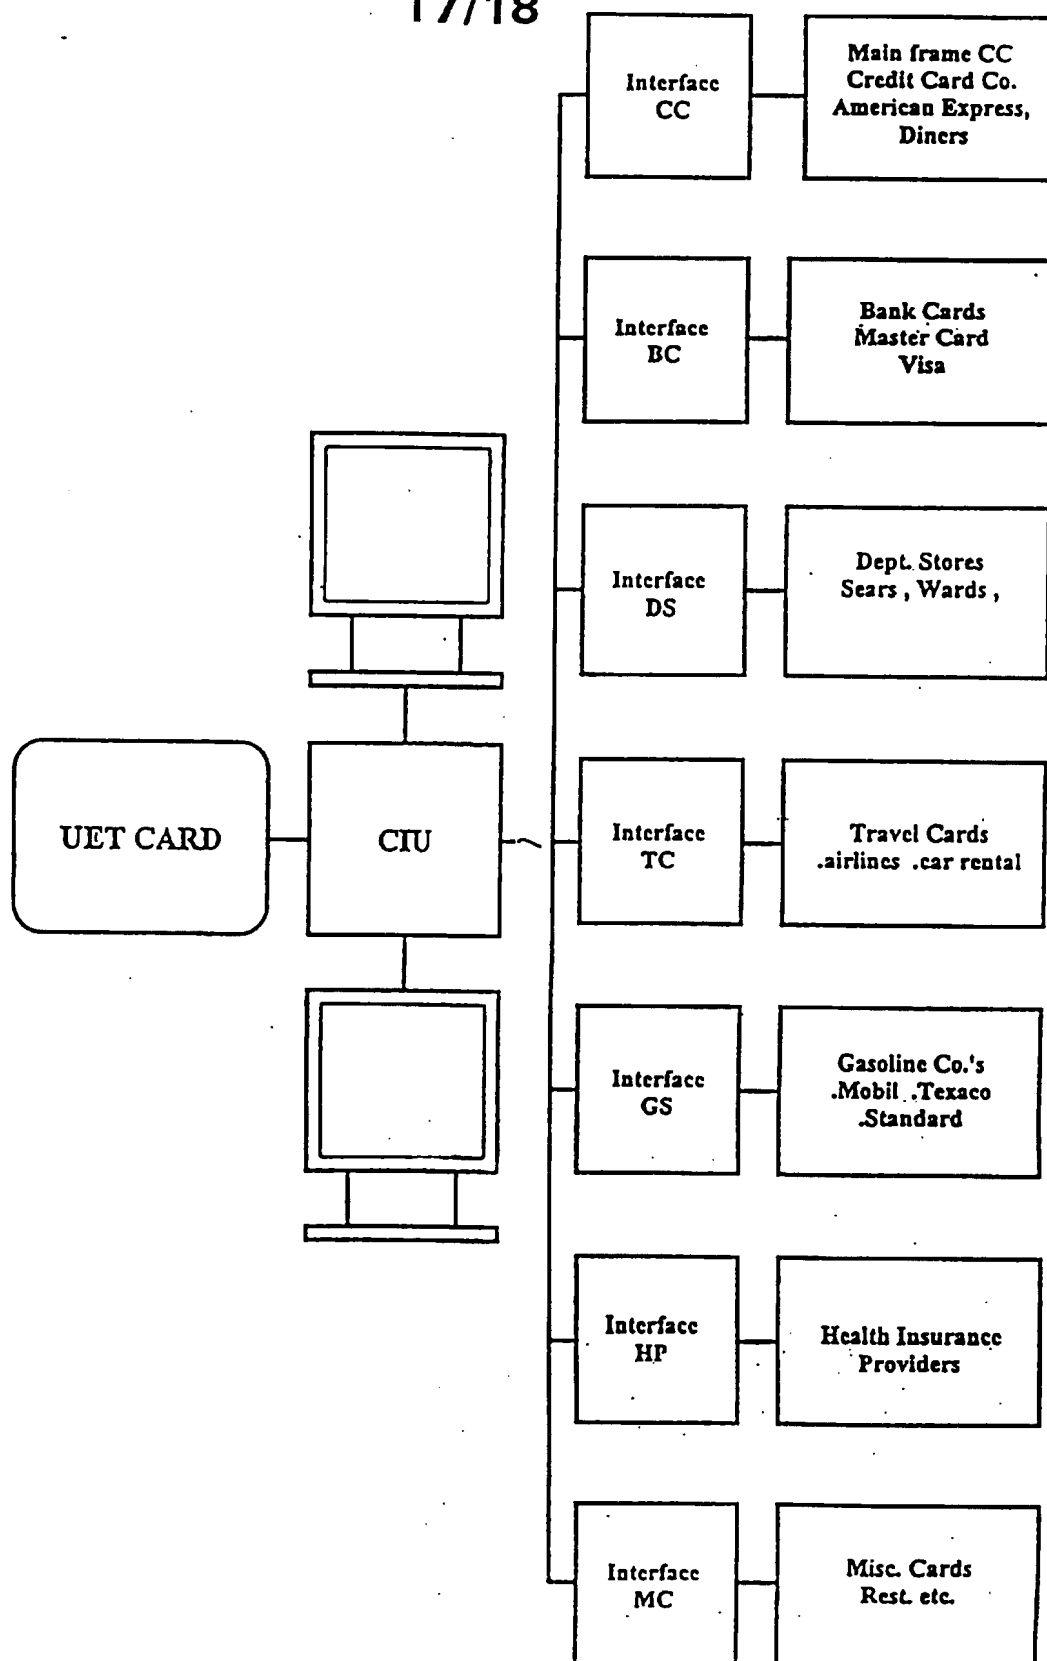 17/18
Interface
CC
Main frame CC
Credit Card Co.
American Express,
Diners
Interface
BC
Bank Cards
Master Card
Visa
Interface
DS
Dept. Stores
Sears , Wards ,
UET CARD
CIU
Interface
TC
Travel Cards
.airlines .car rental
Interface
GS
Gasoline Co.'s
.Mobil .Texaco
.Standard
Interface
HP
Health Insurance
Providers
Interface
MC
Misc. Cards
Rest. etc.